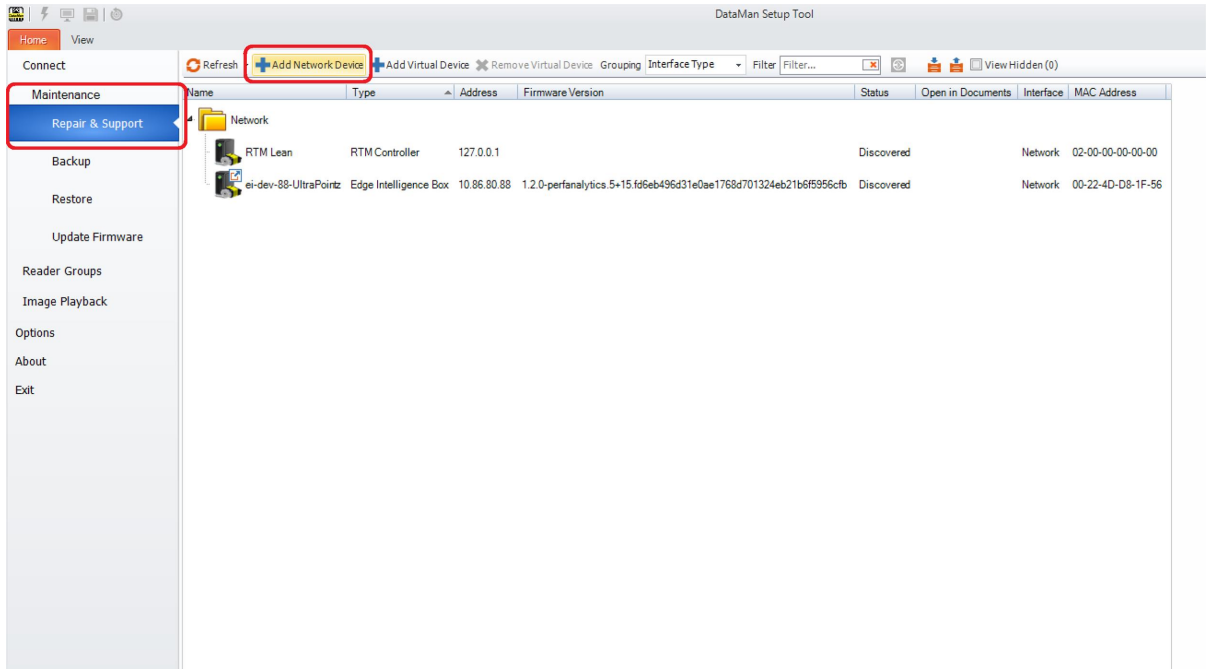 DataMan Setup Tool
Home View
Connect
Maintenance
Repair & Support
Backup
Restore
Update Firmware
Reader Groups
Image Playback
Options
About
Exit
Refresh Add Network Device Add Virtual Device Remove Virtual Device Grouping Interface Type Filter Filter... View Hidden (0)
Name Type Address Firmware Version Status Open in Documents Interface MAC Address
Network
RTM Lean RTM Controller 127.0.0.1 Discovered Network 02-00-00-00-00-00
ei-dev-88-UltraPointz Edge Intelligence Box 10.86.80.88 1.2.0-perfanalytics.5+15.fd6eb496d31e0ae1768d701324eb21b6f5956cfb Discovered Network 00-22-4D-D8-1F-56